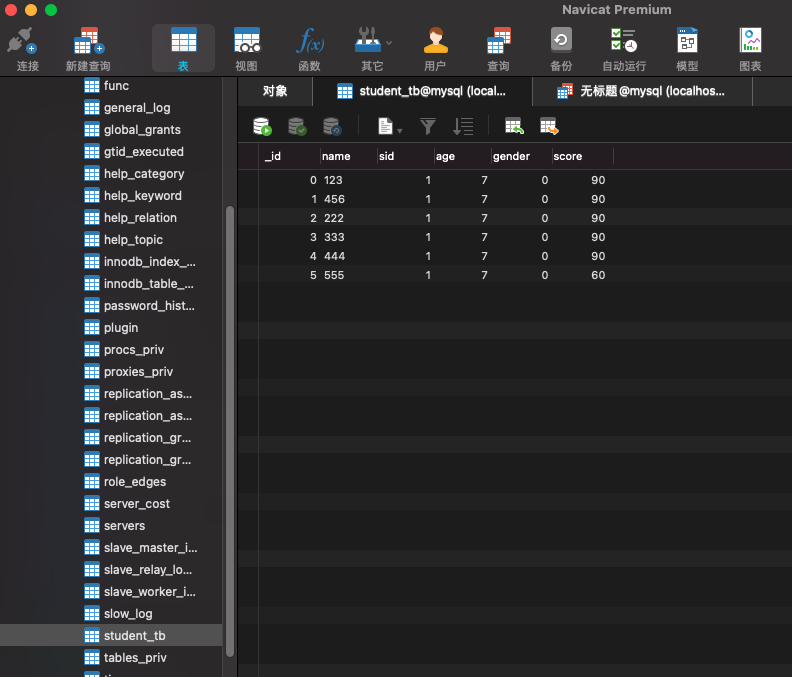 Navicat Premium
连接 新建查询 表 视图 f(x) 函数 其它 用户 查询 备份 自动运行 模型 图表
对象 student_tb@mysql (local... 无标题@mysql (localhos...
func
general_log
global_grants
gtid_executed
help_category
help_keyword
help_relation
help_topic
innodb_index_...
innodb_table_...
password_hist...
plugin
procs_priv
proxies_priv
replication_as...
replication_as...
replication_gr...
replication_gr...
role_edges
server_cost
servers
slave_master_i...
slave_relay_lo...
slave_worker_i...
slow_log
student_tb
tables_priv
_id name sid age gender score
0 123 1 7 0 90
1 456 1 7 0 90
2 222 1 7 0 90
3 333 1 7 0 90
4 444 1 7 0 90
5 555 1 7 0 60